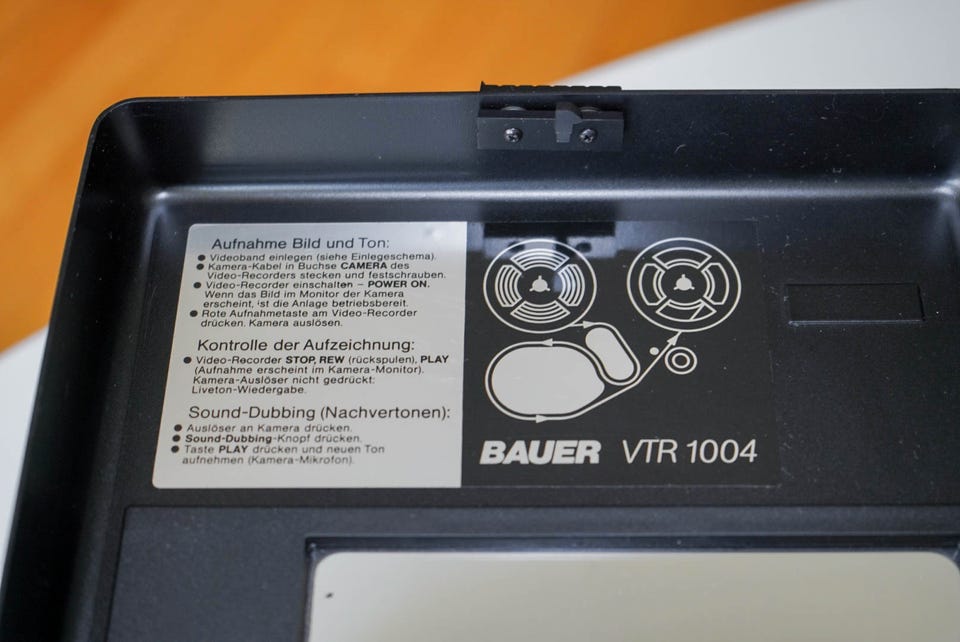 Aufnahme Bild und Ton:
● Videoband einlegen (siehe Einlegeschema).
● Kamera-Kabel in Buchse CAMERA des
Video-Recorders stecken und festschrauben.
● Video-Recorder einschalten – POWER ON.
Wenn das Bild im Monitor der Kamera
erscheint, ist die Anlage betriebsbereit.
● Rote Aufnahmetaste am Video-Recorder
drücken. Kamera auslösen.
Kontrolle der Aufzeichnung:
● Video-Recorder STOP, REW (rückspulen), PLAY
(Aufnahme erscheint im Kamera-Monitor).
Kamera-Auslöser nicht gedrückt:
Liveton-Wiedergabe.
Sound-Dubbing (Nachvertonen):
● Auslöser an Kamera drücken.
● Sound-Dubbing-Knopf drücken.
● Taste PLAY drücken und neuen Ton
aufnehmen (Kamera-Mikrofon).
BAUER VTR 1004